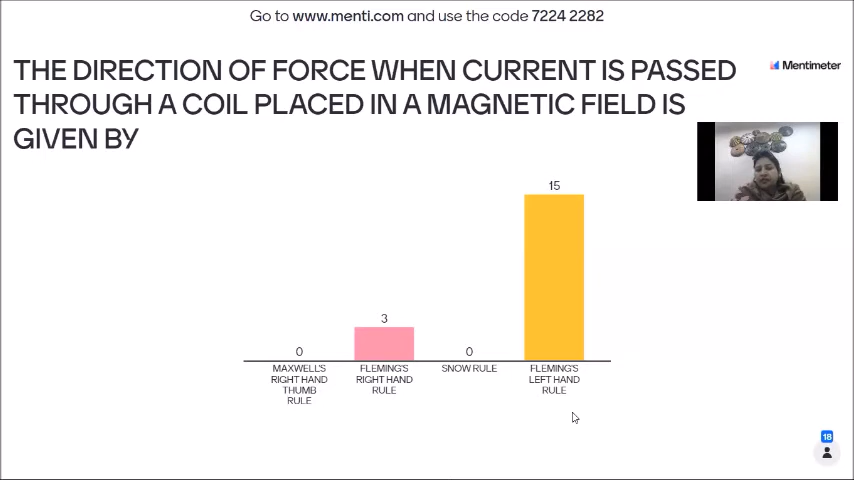 Go to www.menti.com and use the code 7224 2282
THE DIRECTION OF FORCE WHEN CURRENT IS PASSED
THROUGH A COIL PLACED IN A MAGNETIC FIELD IS
GIVEN BY
Mentimeter
15
3
0
0
MAXWELL'S
RIGHT HAND
THUMB
RULE
FLEMING'S
RIGHT HAND
RULE
SNOW RULE
FLEMING'S
LEFT HAND
RULE
18